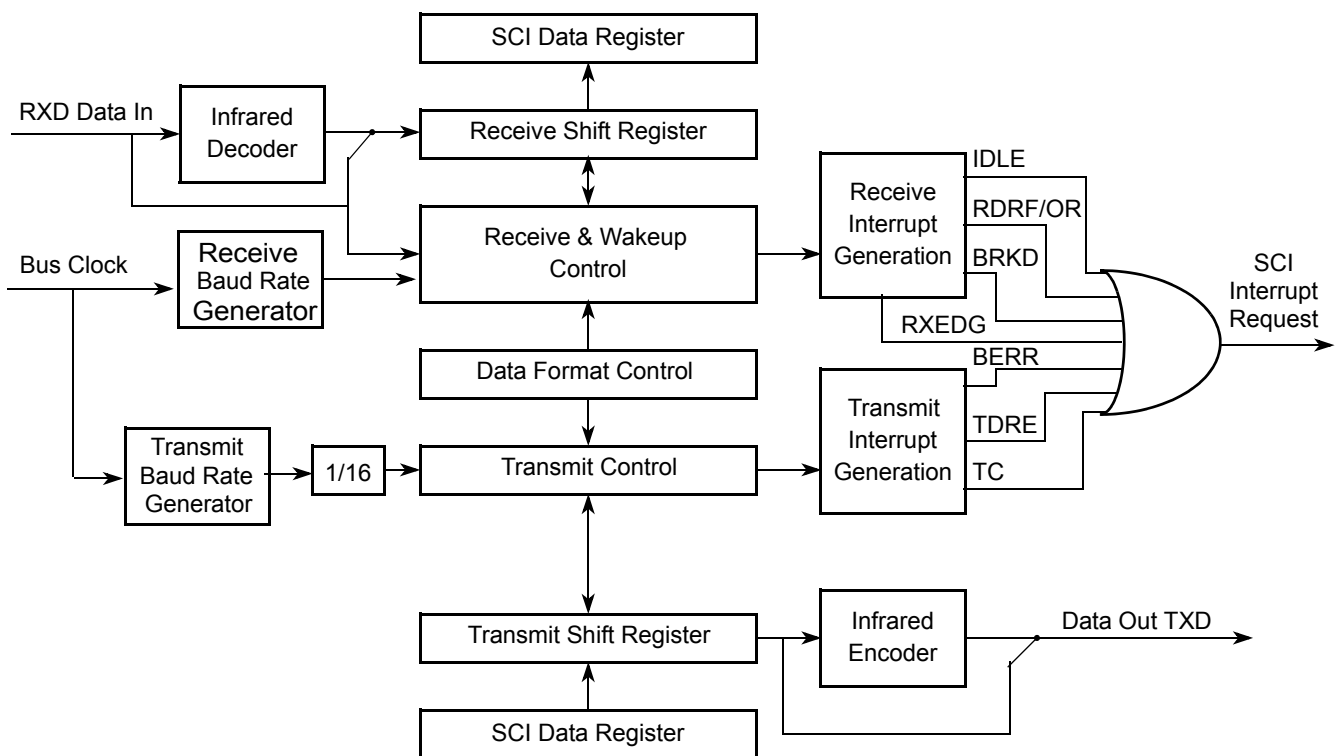 SCI Data Register
RXD Data In
Infrared
Decoder
Receive Shift Register
IDLE
Receive
Interrupt
Generation
RDRF/OR
BRKD
RXEDG
Receive & Wakeup
Control
Bus Clock
Receive
Baud Rate
Generator
SCI
Interrupt
Request
Data Format Control
BERR
Transmit
Interrupt
Generation
TDRE
TC
Transmit
Baud Rate
Generator
1/16
Transmit Control
Transmit Shift Register
Infrared
Encoder
Data Out TXD
SCI Data Register